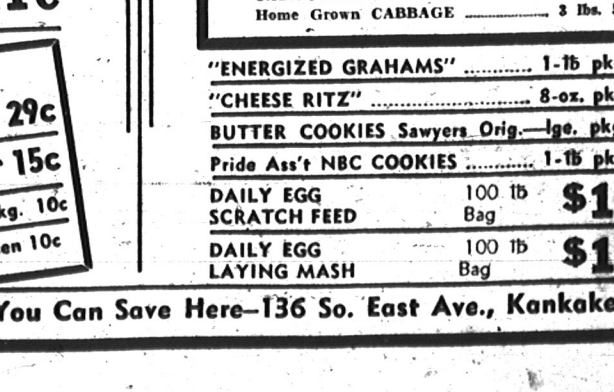 Home Grown CABBAGE .................. 3 lbs.
"ENERGIZED GRAHAMS" ............ 1-lb pk
"CHEESE RITZ" ............................ 8-oz. pk
BUTTER COOKIES Sawyers Orig.—lge. pkg
Pride Ass't NBC COOKIES ............ 1-lb pk
DAILY EGG 100 lb $1
SCRATCH FEED Bag
DAILY EGG 100 lb $1
LAYING MASH Bag
29c
15c
kg. 10c
en 10c
You Can Save Here—136 So. East Ave., Kankake